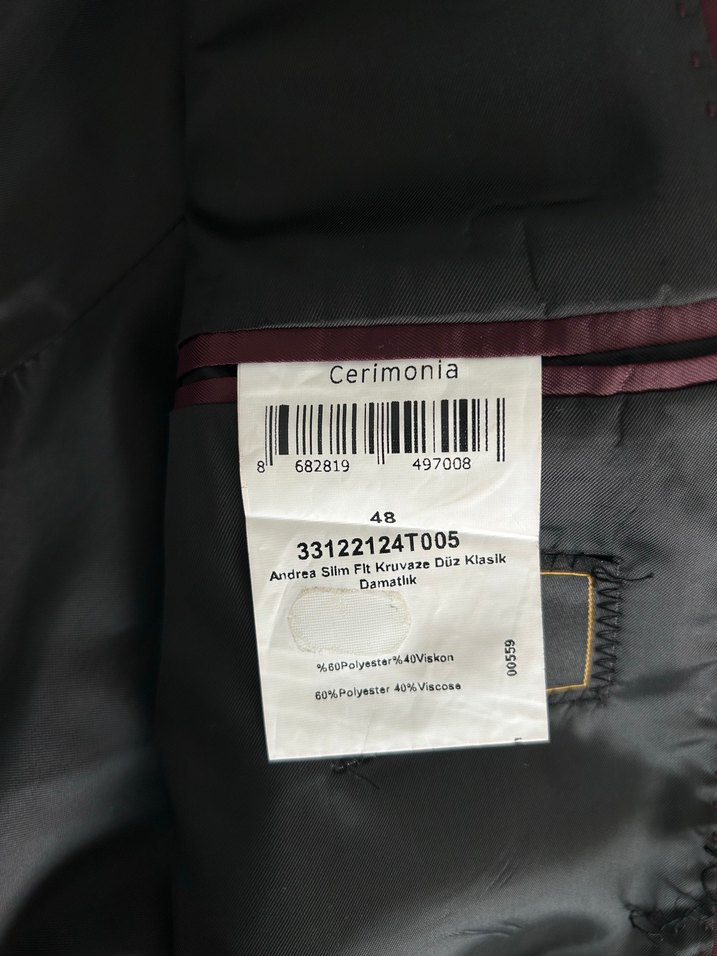 Cerimonia
8 682819 497008
48
33122124T005
Andrea Slim Fit Kruvaze Düz Klasik
Damatlık
%60Polyester%40Viskon
60%Polyester 40%Viscose
00559